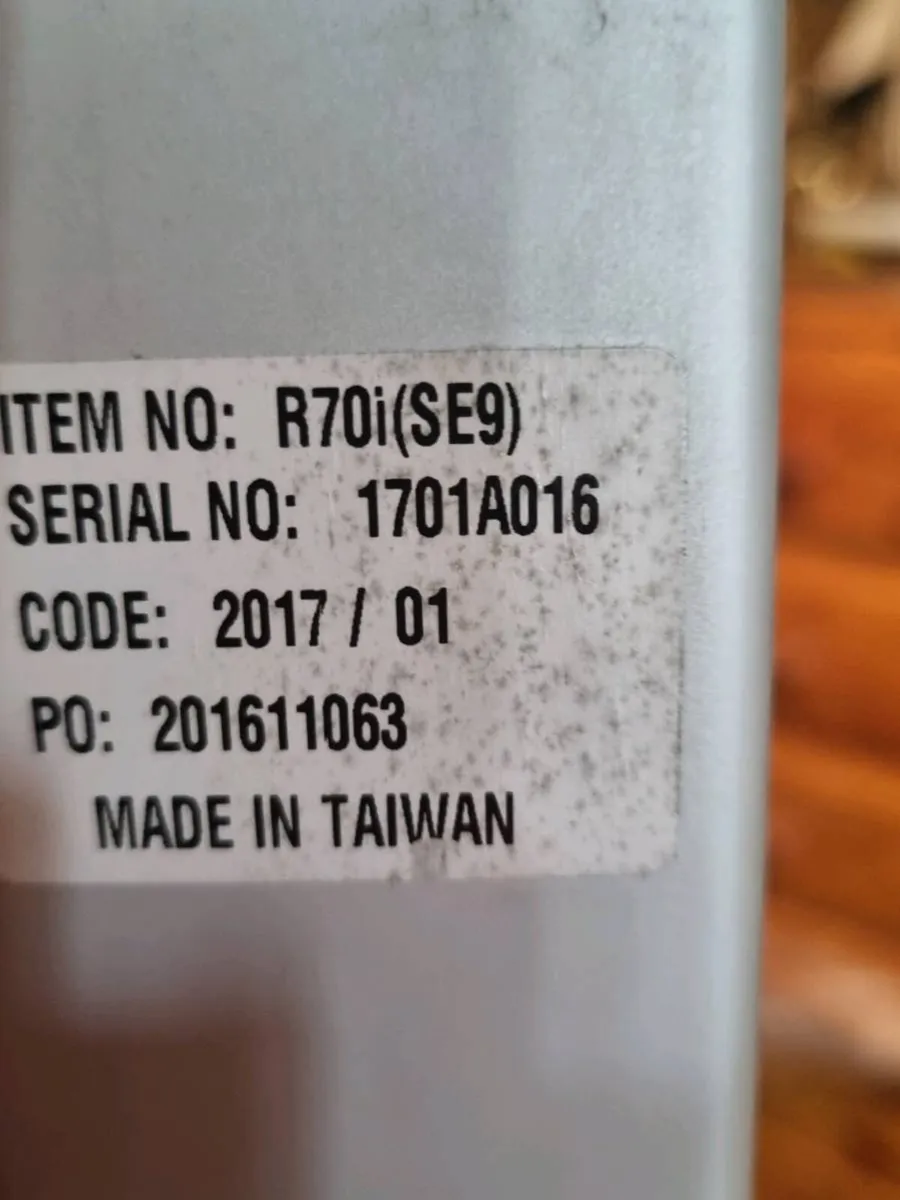 ITEM NO: R70i(SE9)
SERIAL NO: 1701A016
CODE: 2017 / 01
PO: 201611063
MADE IN TAIWAN